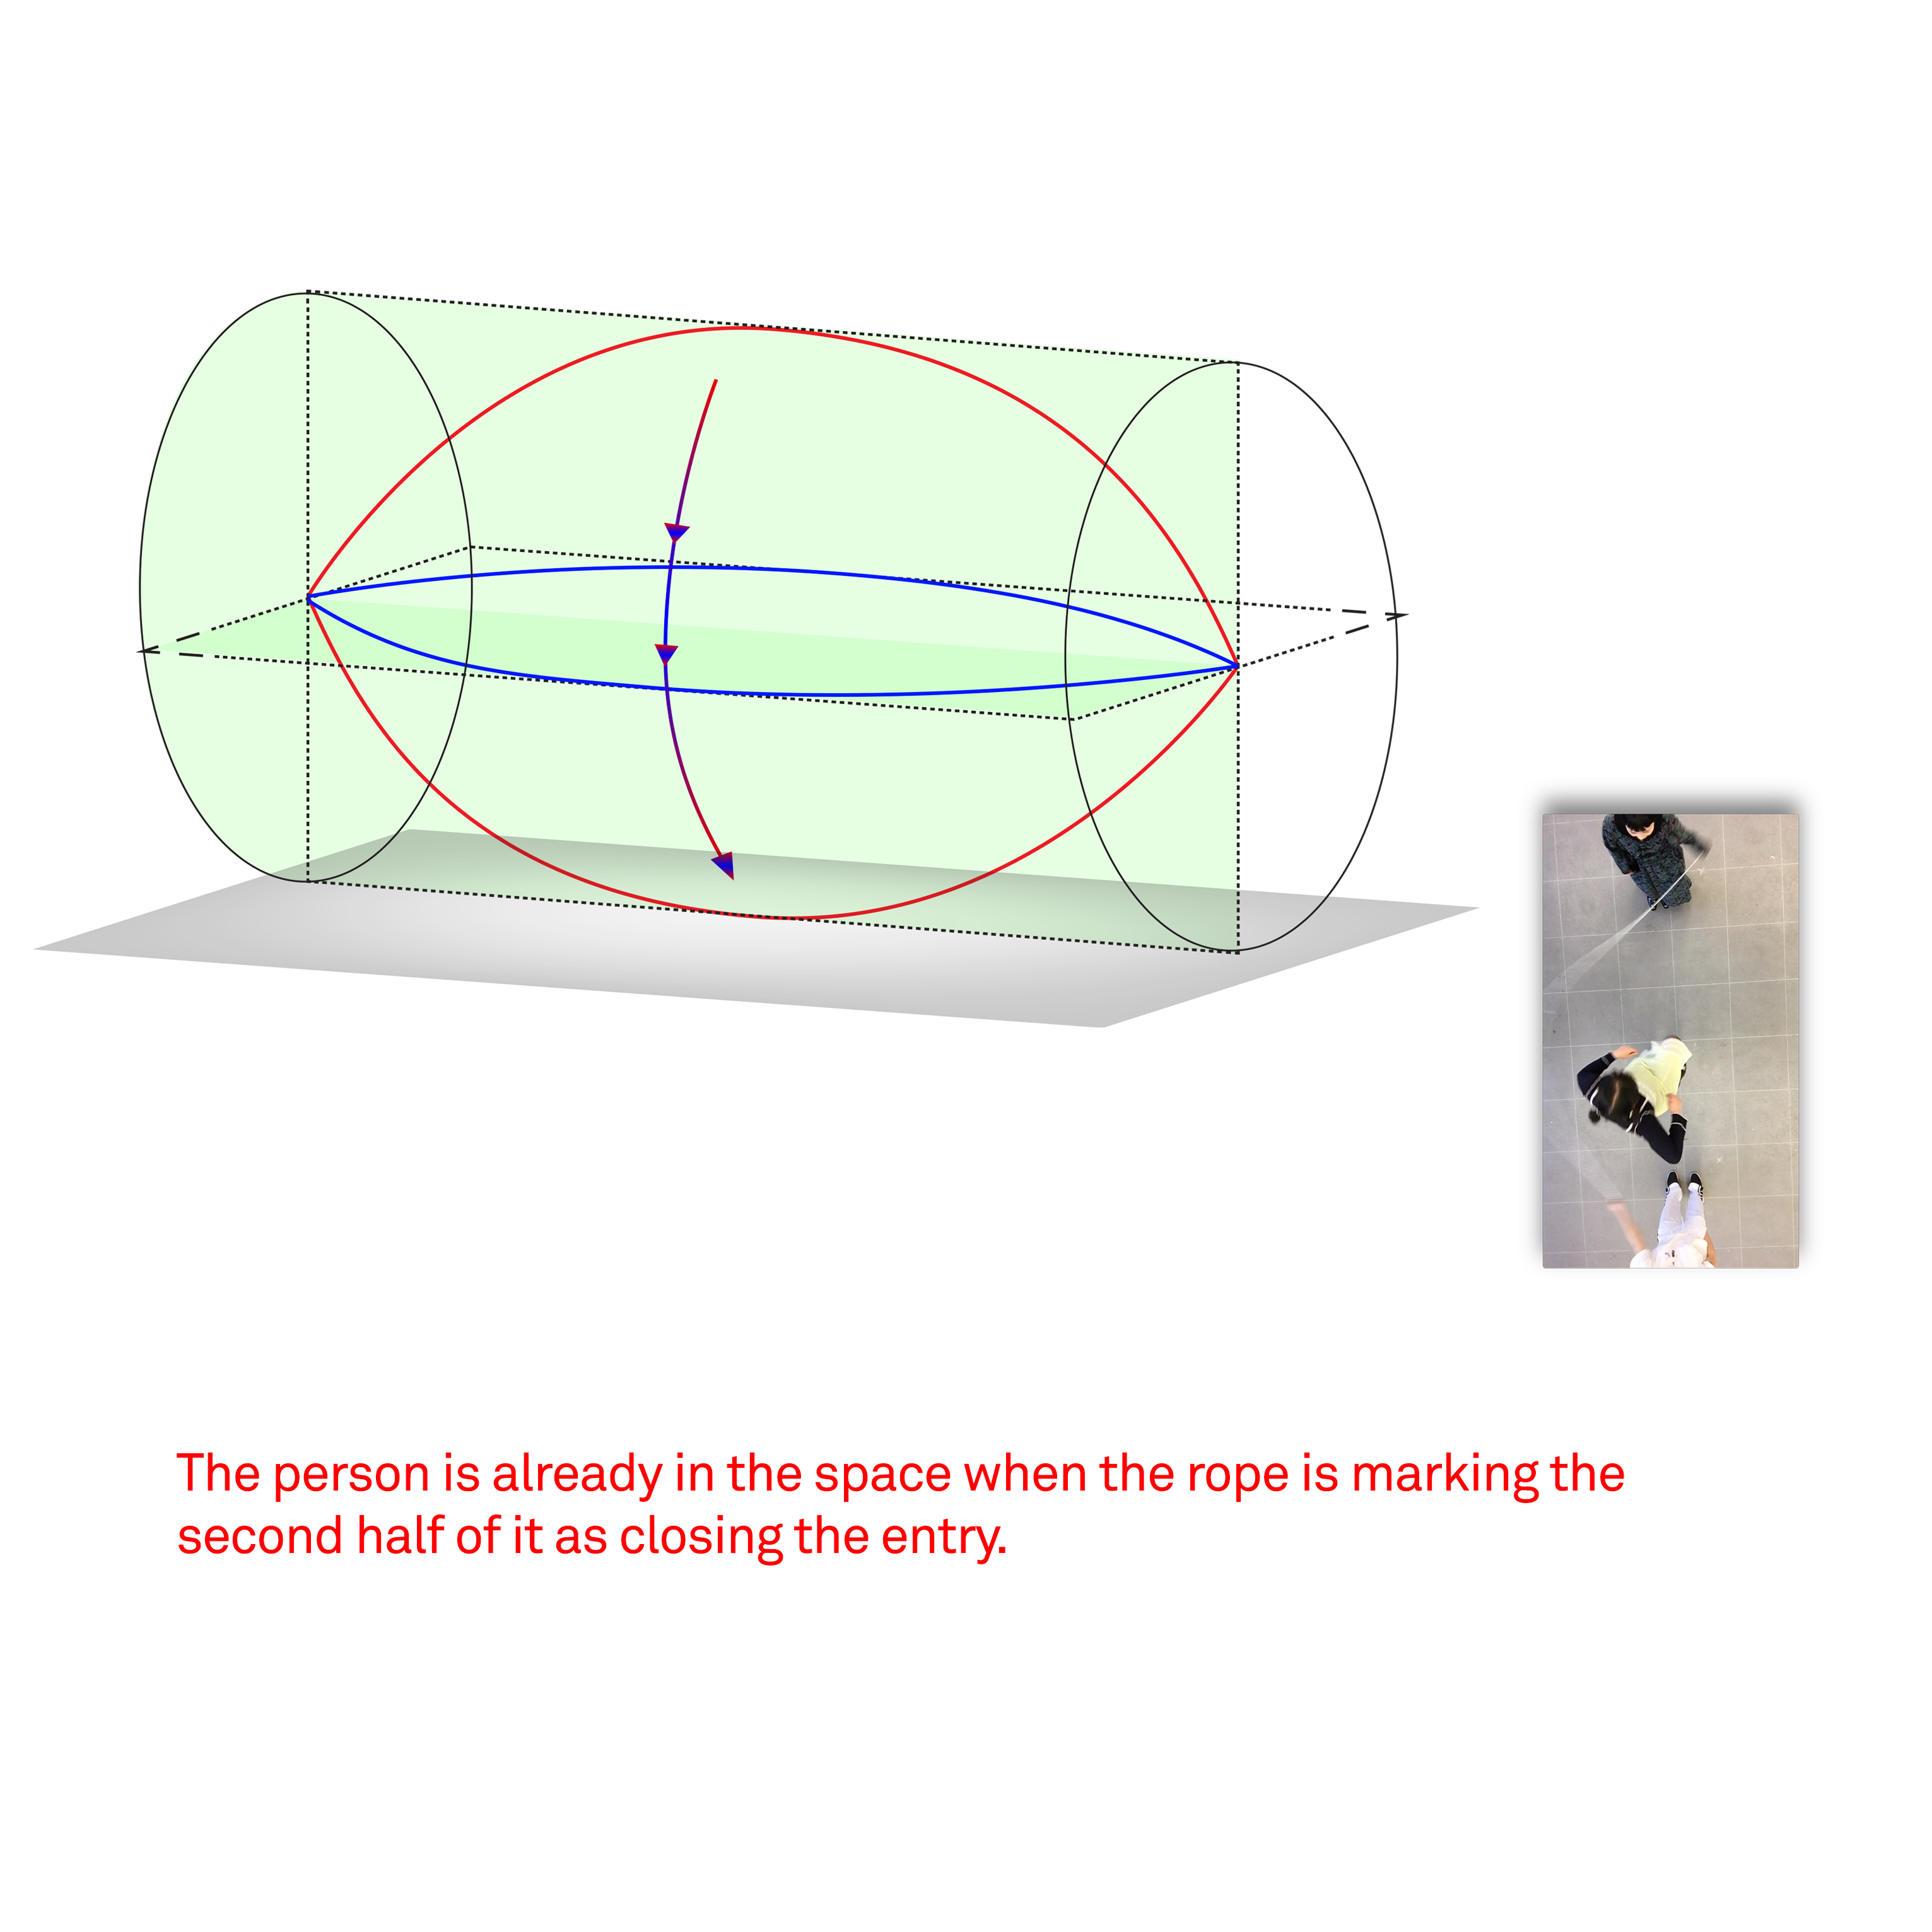 The person is already in the space when the rope is marking the
second half of it as closing the entry.